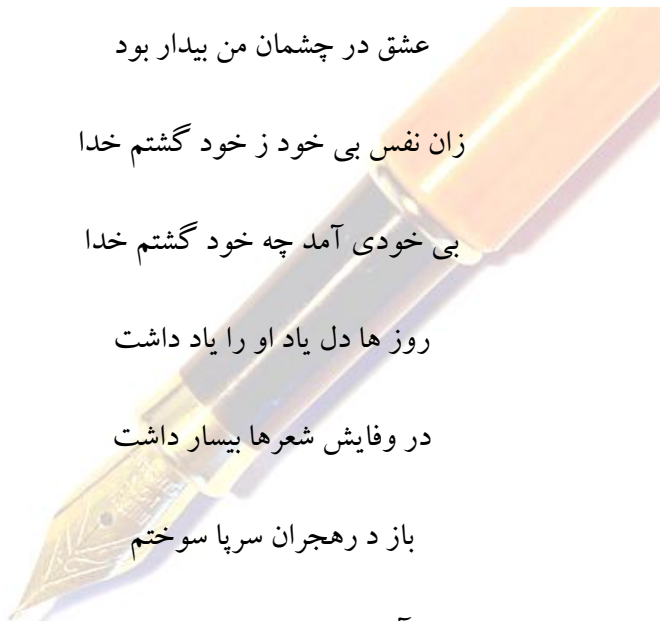 عشق در چشمان من بیدار بود
زان نفس بی خود ز خود گشتم خدا
بی خودی آمد چه خود گشتم خدا
روز ها دل یاد او را یاد داشت
در وفایش شعرها بیسار داشت
باز د رهجران سرپا سوختم